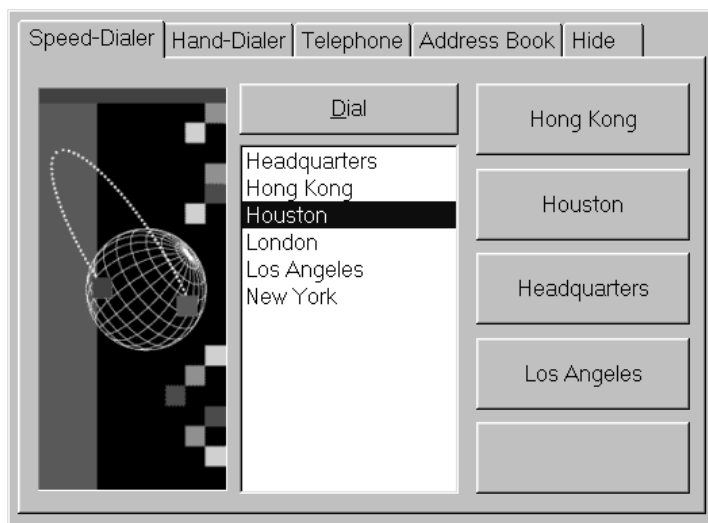 Speed-Dialer Hand-Dialer Telephone Address Book Hide
Dial
Headquarters
Hong Kong
Houston
London
Los Angeles
New York
Hong Kong
Houston
Headquarters
Los Angeles